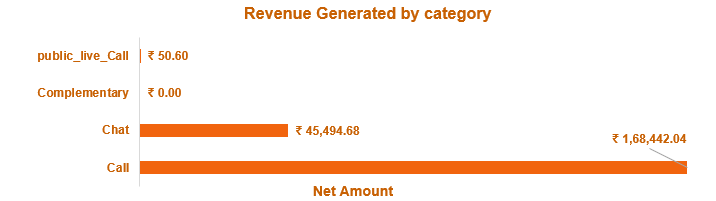 Revenue Generated by category
public_live_Call ₹ 50.60
Complementary ₹ 0.00
Chat ₹ 45,494.68
₹ 1,68,442.04
Call
Net Amount